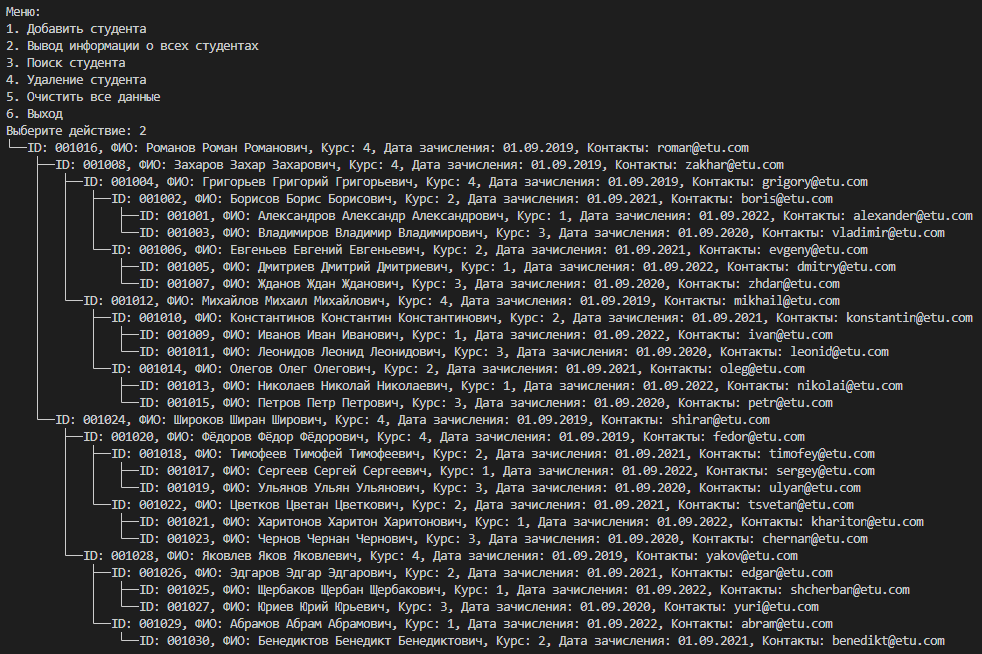 Меню:
1. Добавить студента
2. Вывод информации о всех студентах
3. Поиск студента
4. Удаление студента
5. Очистить все данные
6. Выход
Выберите действие: 2
└──ID: 001016, ФИО: Романов Роман Романович, Курс: 4, Дата зачисления: 01.09.2019, Контакты: roman@etu.com
├──ID: 001008, ФИО: Захаров Захар Захарович, Курс: 4, Дата зачисления: 01.09.2019, Контакты: zakhar@etu.com
├──ID: 001004, ФИО: Григорьев Григорий Григорьевич, Курс: 4, Дата зачисления: 01.09.2019, Контакты: grigory@etu.com
├──ID: 001002, ФИО: Борисов Борис Борисович, Курс: 2, Дата зачисления: 01.09.2021, Контакты: boris@etu.com
├──ID: 001001, ФИО: Александров Александр Александрович, Курс: 1, Дата зачисления: 01.09.2022, Контакты: alexander@etu.com
└──ID: 001003, ФИО: Владимиров Владимир Владимирович, Курс: 3, Дата зачисления: 01.09.2020, Контакты: vladimir@etu.com
└──ID: 001006, ФИО: Евгеньев Евгений Евгеньевич, Курс: 2, Дата зачисления: 01.09.2021, Контакты: evgeny@etu.com
├──ID: 001005, ФИО: Дмитриев Дмитрий Дмитриевич, Курс: 1, Дата зачисления: 01.09.2022, Контакты: dmitry@etu.com
└──ID: 001007, ФИО: Жданов Ждан Жданович, Курс: 3, Дата зачисления: 01.09.2020, Контакты: zhdan@etu.com
└──ID: 001012, ФИО: Михайлов Михаил Михайлович, Курс: 4, Дата зачисления: 01.09.2019, Контакты: mikhail@etu.com
├──ID: 001010, ФИО: Константинов Константин Константинович, Курс: 2, Дата зачисления: 01.09.2021, Контакты: konstantin@etu.com
├──ID: 001009, ФИО: Иванов Иван Иванович, Курс: 1, Дата зачисления: 01.09.2022, Контакты: ivan@etu.com
└──ID: 001011, ФИО: Леонидов Леонид Леонидович, Курс: 3, Дата зачисления: 01.09.2020, Контакты: leonid@etu.com
└──ID: 001014, ФИО: Олегов Олег Олегович, Курс: 2, Дата зачисления: 01.09.2021, Контакты: oleg@etu.com
├──ID: 001013, ФИО: Николаев Николай Николаевич, Курс: 1, Дата зачисления: 01.09.2022, Контакты: nikolai@etu.com
└──ID: 001015, ФИО: Петров Петр Петрович, Курс: 3, Дата зачисления: 01.09.2020, Контакты: petr@etu.com
└──ID: 001024, ФИО: Широков ШиранШирович, Курс: 4, Дата зачисления: 01.09.2019, Контакты: shiran@etu.com
├──ID: 001020, ФИО: Фёдоров Фёдор Фёдорович, Курс: 4, Дата зачисления: 01.09.2019, Контакты: fedor@etu.com
├──ID: 001018, ФИО: Тимофеев Тимофей Тимофеевич, Курс: 2, Дата зачисления: 01.09.2021, Контакты: timofey@etu.com
├──ID: 001017, ФИО: Сергеев Сергей Сергеевич, Курс: 1, Дата зачисления: 01.09.2022, Контакты: sergey@etu.com
└──ID: 001019, ФИО: Ульянов Ульян Ульянович, Курс: 3, Дата зачисления: 01.09.2020, Контакты: ulyan@etu.com
└──ID: 001022, ФИО: Цветков Цветан Цветкович, Курс: 2, Дата зачисления: 01.09.2021, Контакты: tsvetan@etu.com
├──ID: 001021, ФИО: Харитонов Харитон Харитонович, Курс: 1, Дата зачисления: 01.09.2022, Контакты: khariton@etu.com
└──ID: 001023, ФИО: Чернов Чернан Чернович, Курс: 3, Дата зачисления: 01.09.2020, Контакты: chernan@etu.com
└──ID: 001028, ФИО: Яковлев Яков Яковлевич, Курс: 4, Дата зачисления: 01.09.2019, Контакты: yakov@etu.com
├──ID: 001026, ФИО: Эдгаров Эдгар Эдгарович, Курс: 2, Дата зачисления: 01.09.2021, Контакты: edgar@etu.com
├──ID: 001025, ФИО: Щербаков Щербан Щербакович, Курс: 1, Дата зачисления: 01.09.2022, Контакты: shcherban@etu.com
└──ID: 001027, ФИО: Юриев Юрий Юрьевич, Курс: 3, Дата зачисления: 01.09.2020, Контакты: yuri@etu.com
└──ID: 001029, ФИО: Абрамов Абрам Абрамович, Курс: 1, Дата зачисления: 01.09.2022, Контакты: abram@etu.com
└──ID: 001030, ФИО: Бенедиктов Бенедикт Бенедиктович, Курс: 2, Дата зачисления: 01.09.2021, Контакты: benedikt@etu.com